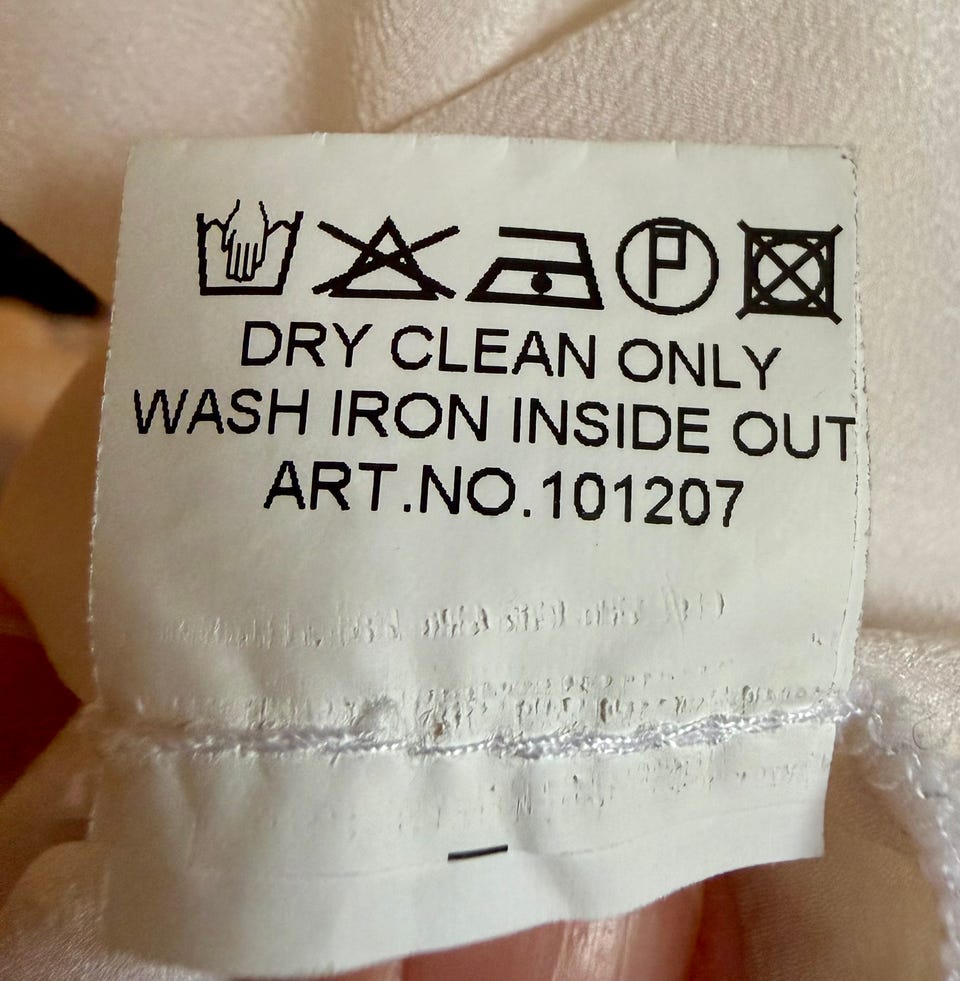 P
DRY CLEAN ONLY
WASH IRON INSIDE OUT
ART.NO.101207